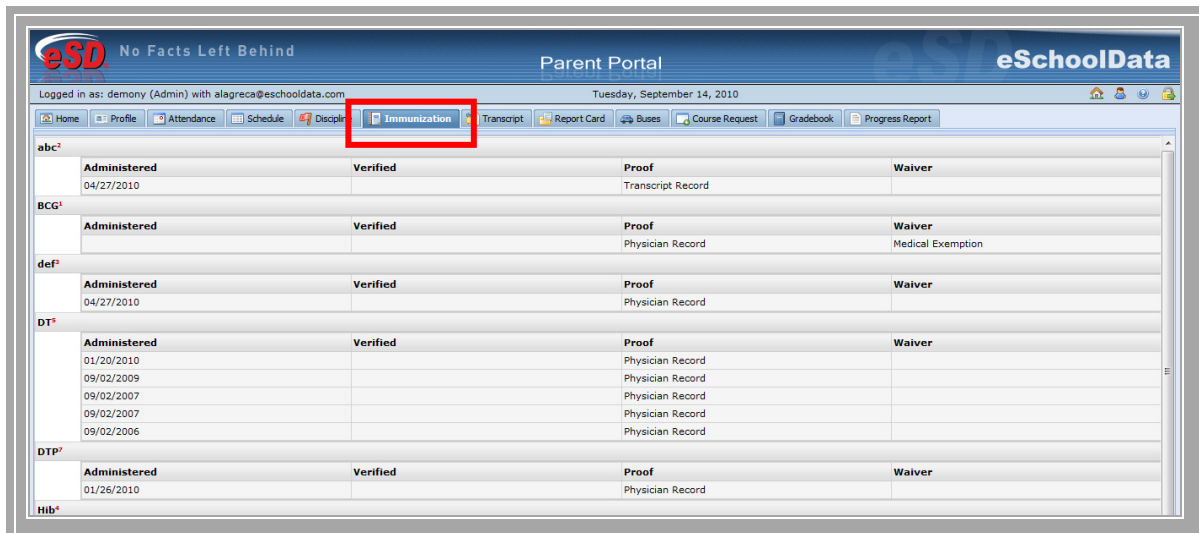 eSD No Facts Left Behind Parent Portal eSchoolData
Logged in as: demony (Admin) with alagreca@eschooldata.com Tuesday, September 14, 2010
Home Profile Attendance Schedule Discipline Immunization Transcript Report Card Buses Course Request Gradebook Progress Report
abc²
Administered Verified Proof Waiver
04/27/2010 Transcript Record
BCG¹
Administered Verified Proof Waiver
Physician Record Medical Exemption
def³
Administered Verified Proof Waiver
04/27/2010 Physician Record
DT⁵
Administered Verified Proof Waiver
01/20/2010 Physician Record
09/02/2009 Physician Record
09/02/2007 Physician Record
09/02/2007 Physician Record
09/02/2006 Physician Record
DTP⁷
Administered Verified Proof Waiver
01/26/2010 Physician Record
Hib⁴